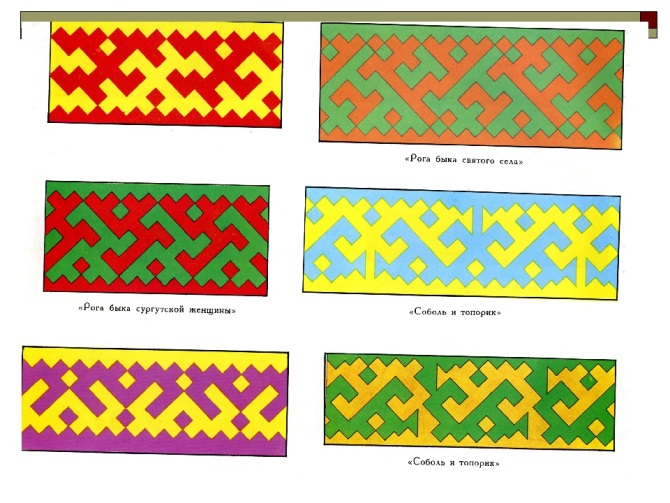 «Рога быка святого села»
«Рога быка сургутской женщины»
«Соболь и топорик»
«Соболь и топорик»